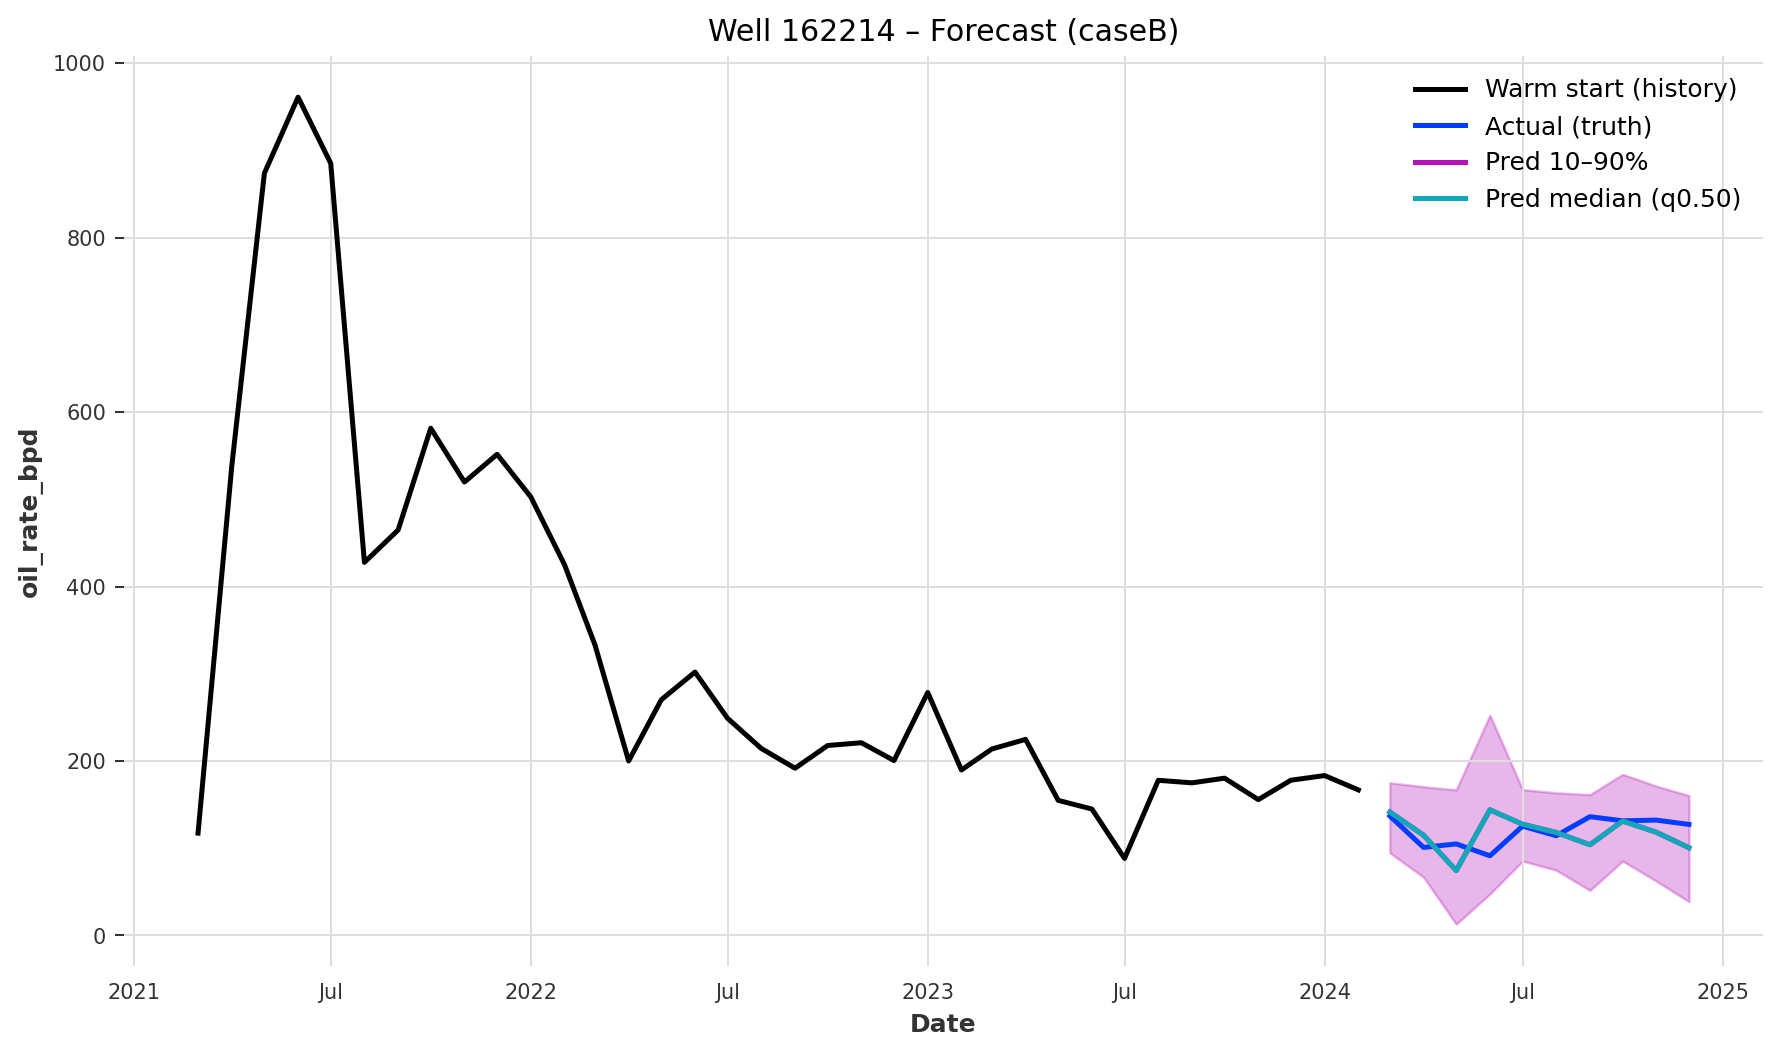 Well 162214 – Forecast (caseB)
Warm start (history)
Actual (truth)
Pred 10–90%
Pred median (q0.50)
oil_rate_bpd
1000
800
600
400
200
0
2021
Jul
2022
Jul
2023
Jul
2024
Jul
2025
Date